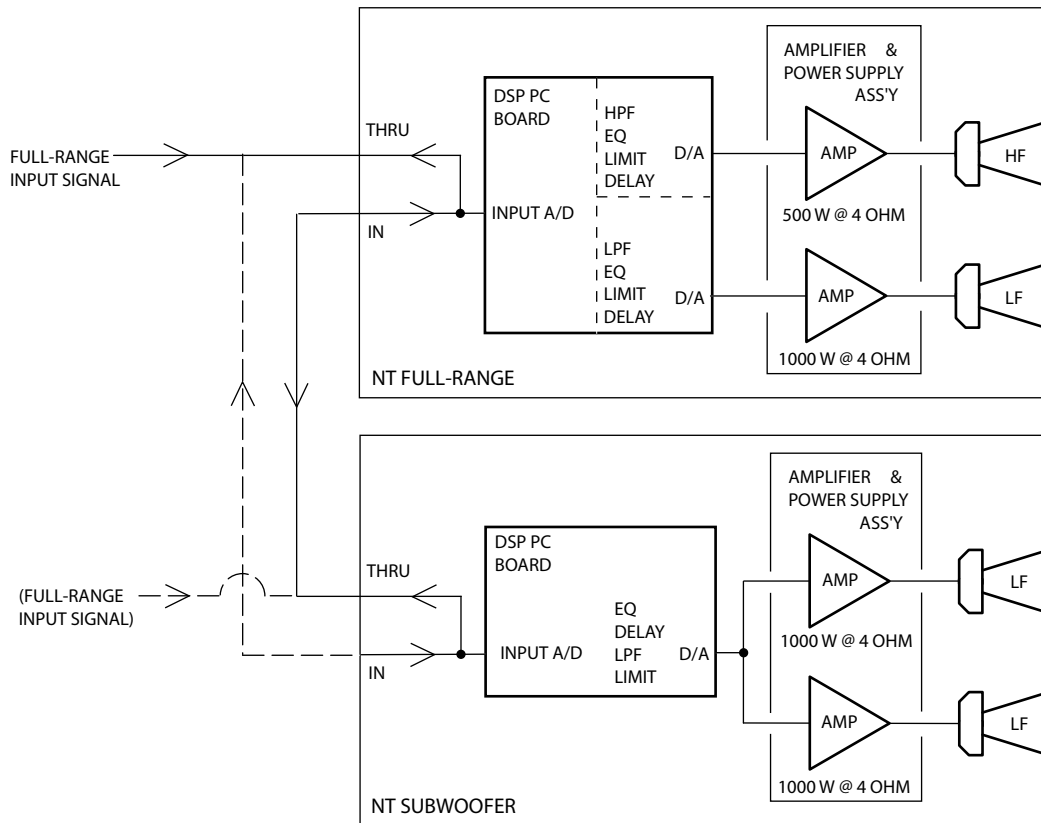 FULL-RANGE
INPUT SIGNAL
THRU
IN
DSP PC
BOARD
INPUT A/D
HPF
EQ
LIMIT
DELAY
D/A
LPF
EQ
LIMIT
DELAY
D/A
AMPLIFIER &
POWER SUPPLY
ASS'Y
AMP
500 W @ 4 OHM
AMP
1000 W @ 4 OHM
HF
LF
NT FULL-RANGE
(FULL-RANGE
INPUT SIGNAL)
THRU
IN
DSP PC
BOARD
INPUT A/D
EQ
DELAY
LPF
LIMIT
D/A
AMPLIFIER &
POWER SUPPLY
ASS'Y
AMP
1000 W @ 4 OHM
AMP
1000 W @ 4 OHM
LF
LF
NT SUBWOOFER